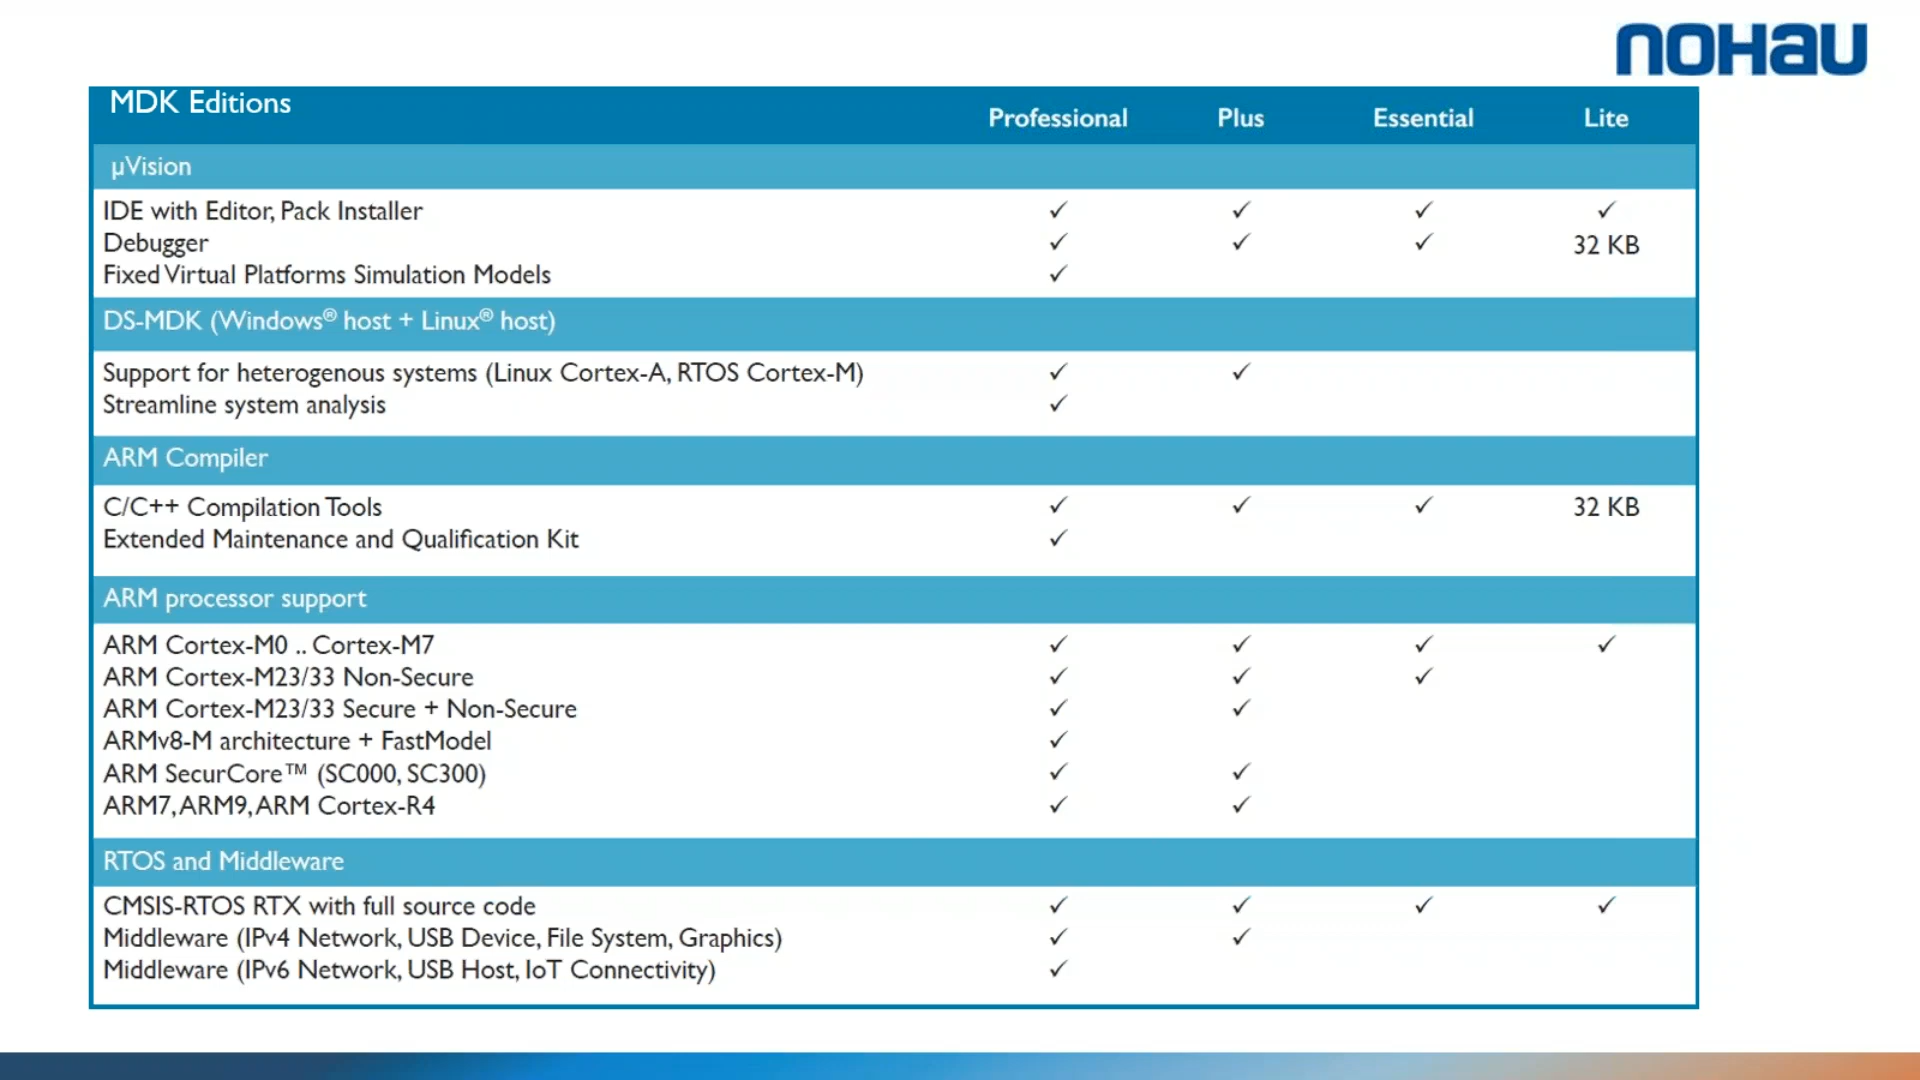 nohau
MDK Editions Professional Plus Essential Lite
µVision
IDE with Editor, Pack Installer ✓ ✓ ✓ ✓
Debugger ✓ ✓ ✓ 32 KB
Fixed Virtual Platforms Simulation Models ✓
DS-MDK (Windows® host + Linux® host)
Support for heterogenous systems (Linux Cortex-A, RTOS Cortex-M) ✓ ✓
Streamline system analysis ✓
ARM Compiler
C/C++ Compilation Tools ✓ ✓ ✓ 32 KB
Extended Maintenance and Qualification Kit ✓
ARM processor support
ARM Cortex-M0 .. Cortex-M7 ✓ ✓ ✓ ✓
ARM Cortex-M23/33 Non-Secure ✓ ✓ ✓
ARM Cortex-M23/33 Secure + Non-Secure ✓ ✓
ARMv8-M architecture + FastModel ✓
ARM SecurCore™ (SC000, SC300) ✓ ✓
ARM7, ARM9, ARM Cortex-R4 ✓ ✓
RTOS and Middleware
CMSIS-RTOS RTX with full source code ✓ ✓ ✓ ✓
Middleware (IPv4 Network, USB Device, File System, Graphics) ✓ ✓
Middleware (IPv6 Network, USB Host, IoT Connectivity) ✓